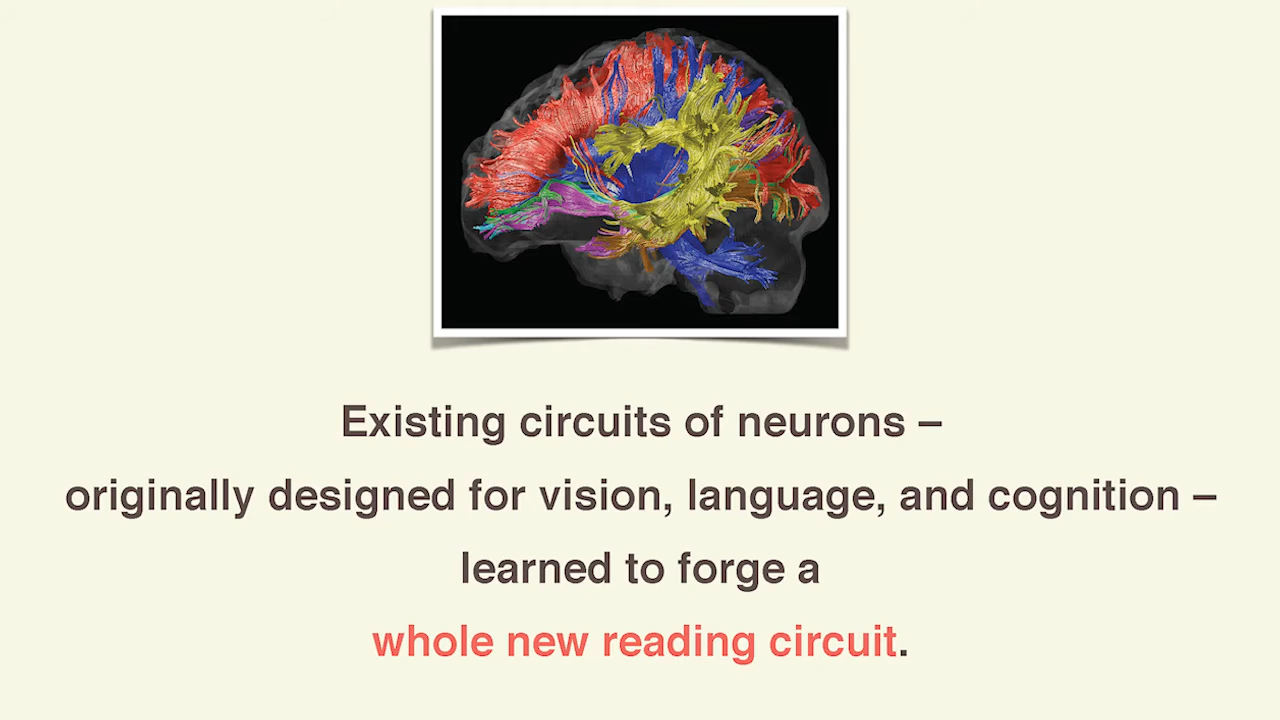 Existing circuits of neurons –
originally designed for vision, language, and cognition –
learned to forge a
whole new reading circuit.